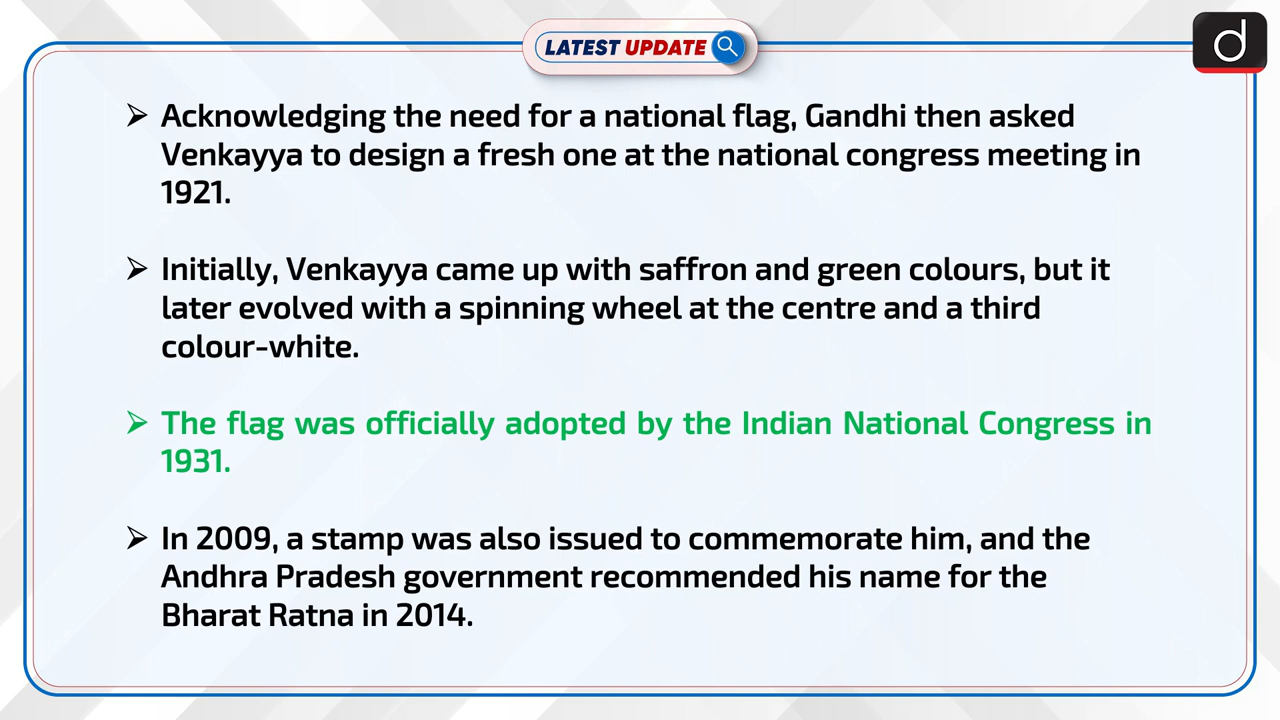 LATEST UPDATE
d
➢ Acknowledging the need for a national flag, Gandhi then asked
Venkayya to design a fresh one at the national congress meeting in
1921.
➢ Initially, Venkayya came up with saffron and green colours, but it
later evolved with a spinning wheel at the centre and a third
colour-white.
➢ The flag was officially adopted by the Indian National Congress in
1931.
➢ In 2009, a stamp was also issued to commemorate him, and the
Andhra Pradesh government recommended his name for the
Bharat Ratna in 2014.